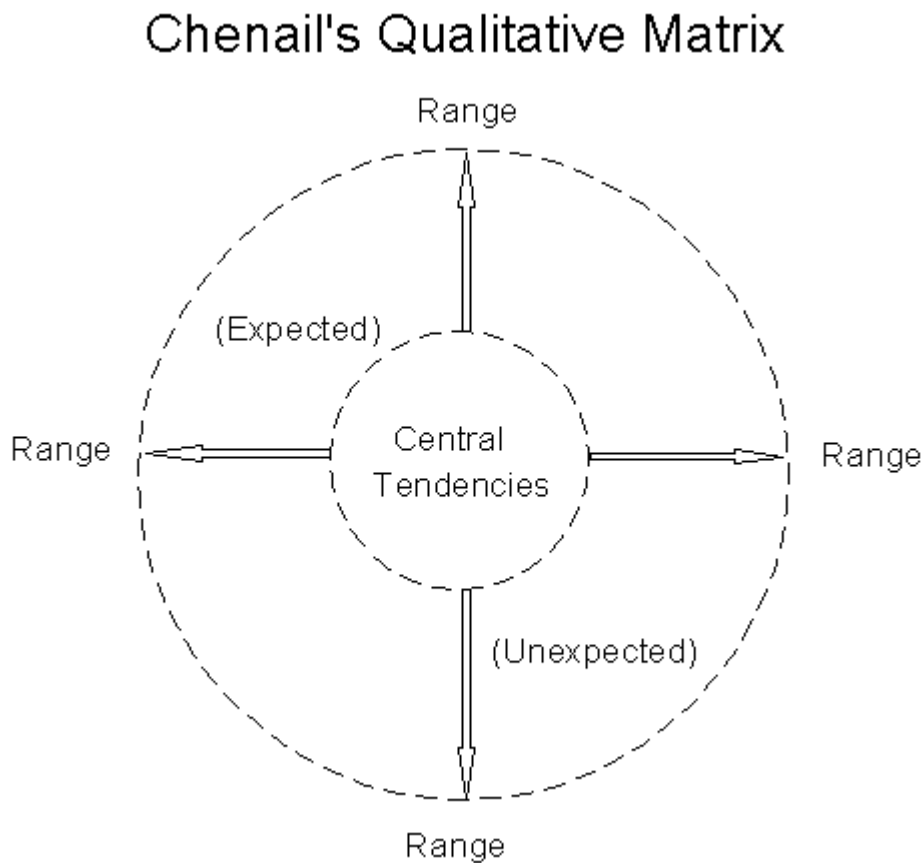 Chenail's Qualitative Matrix
Range
(Expected)
Range
Central
Tendencies
Range
(Unexpected)
Range